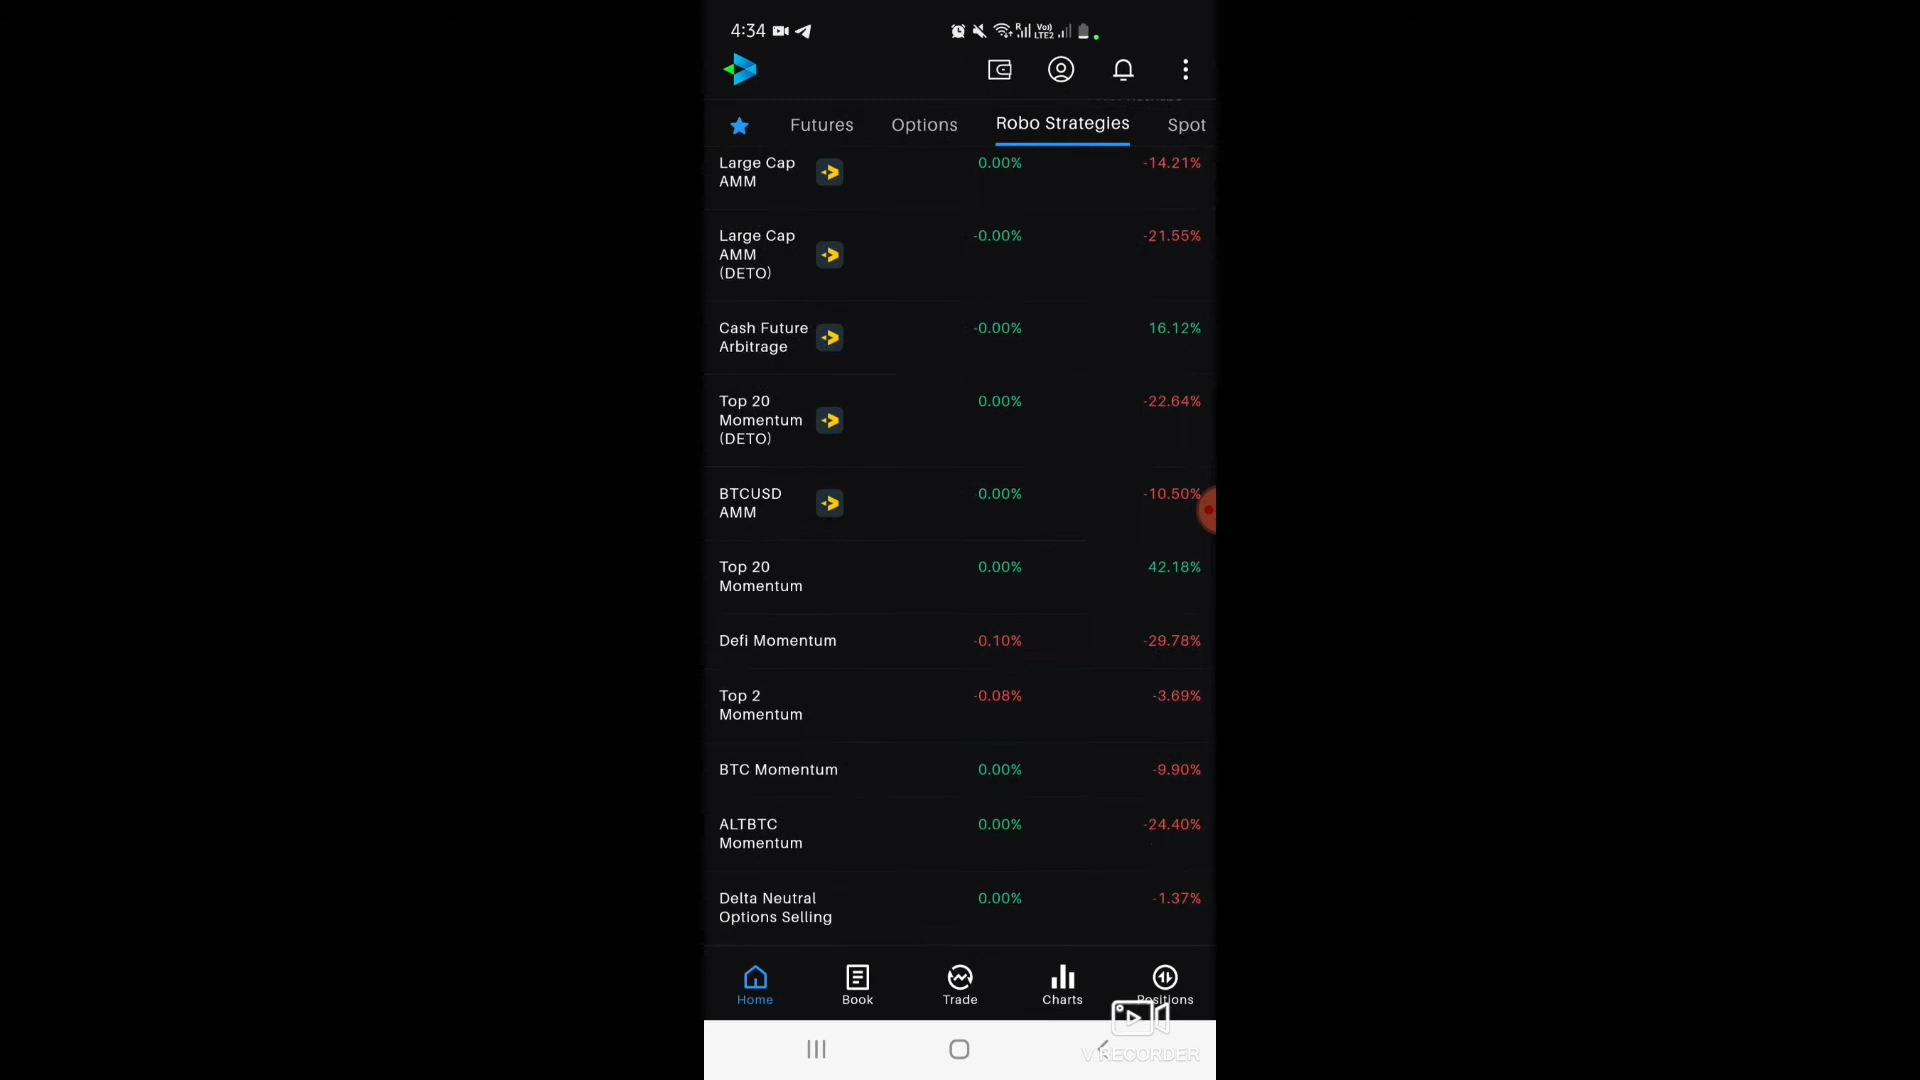 4:34
R Vo)) LTE2
Futures Options Robo Strategies Spot
Large Cap 0.00% -14.21%
AMM
Large Cap -0.00% -21.55%
AMM
(DETO)
Cash Future -0.00% 16.12%
Arbitrage
Top 20 0.00% -22.64%
Momentum
(DETO)
BTCUSD 0.00% -10.50%
AMM
Top 20 0.00% 42.18%
Momentum
Defi Momentum -0.10% -29.78%
Top 2 -0.08% -3.69%
Momentum
BTC Momentum 0.00% -9.90%
ALTBTC 0.00% -24.40%
Momentum
Delta Neutral 0.00% -1.37%
Options Selling
Home Book Trade Charts Positions
V RECORDER